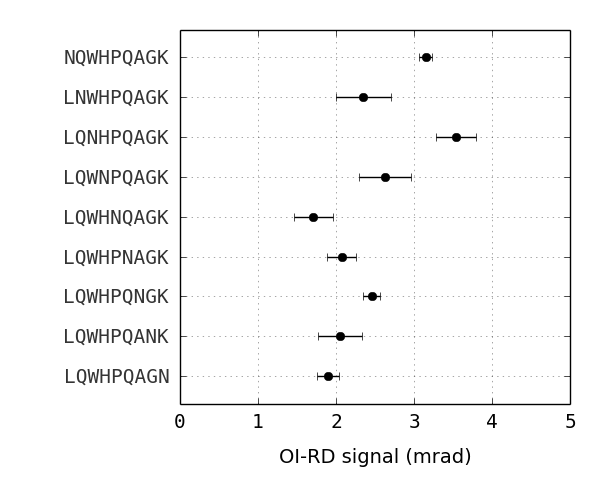 NQWHPQAGK
LNWHPQAGK
LQNHPQAGK
LQWNPQAGK
LQWHNQAGK
LQWHPNAGK
LQWHPQNGK
LQWHPQANK
LQWHPQAGN
0 1 2 3 4 5
OI-RD signal (mrad)